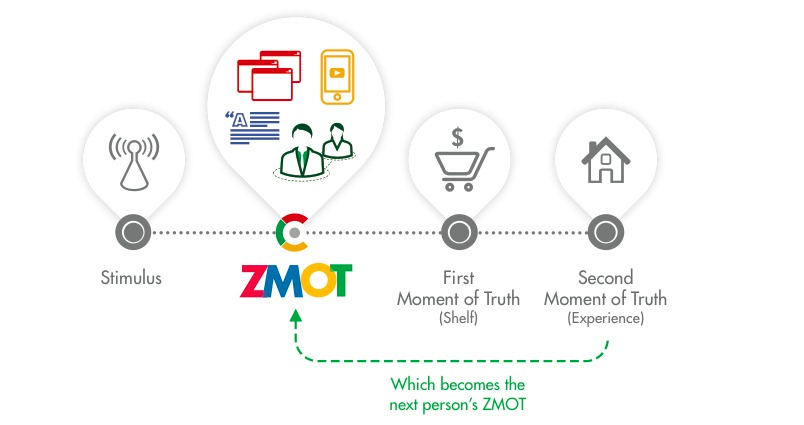 $
“A
Stimulus
ZMOT
First
Moment of Truth
(Shelf)
Second
Moment of Truth
(Experience)
Which becomes the
next person’s ZMOT